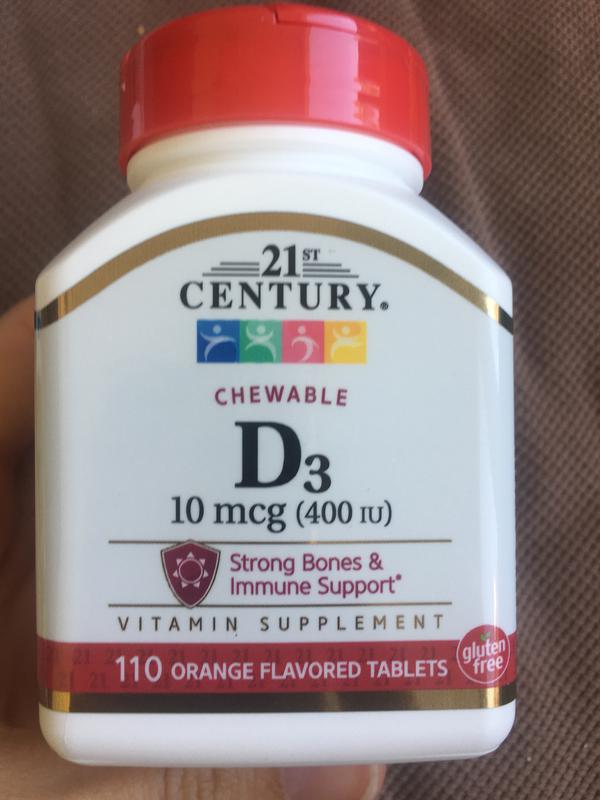 21ST
CENTURY®
CHEWABLE
D3
10 mcg (400 IU)
Strong Bones &
Immune Support*
VITAMIN SUPPLEMENT
110 ORANGE FLAVORED TABLETS
gluten
free